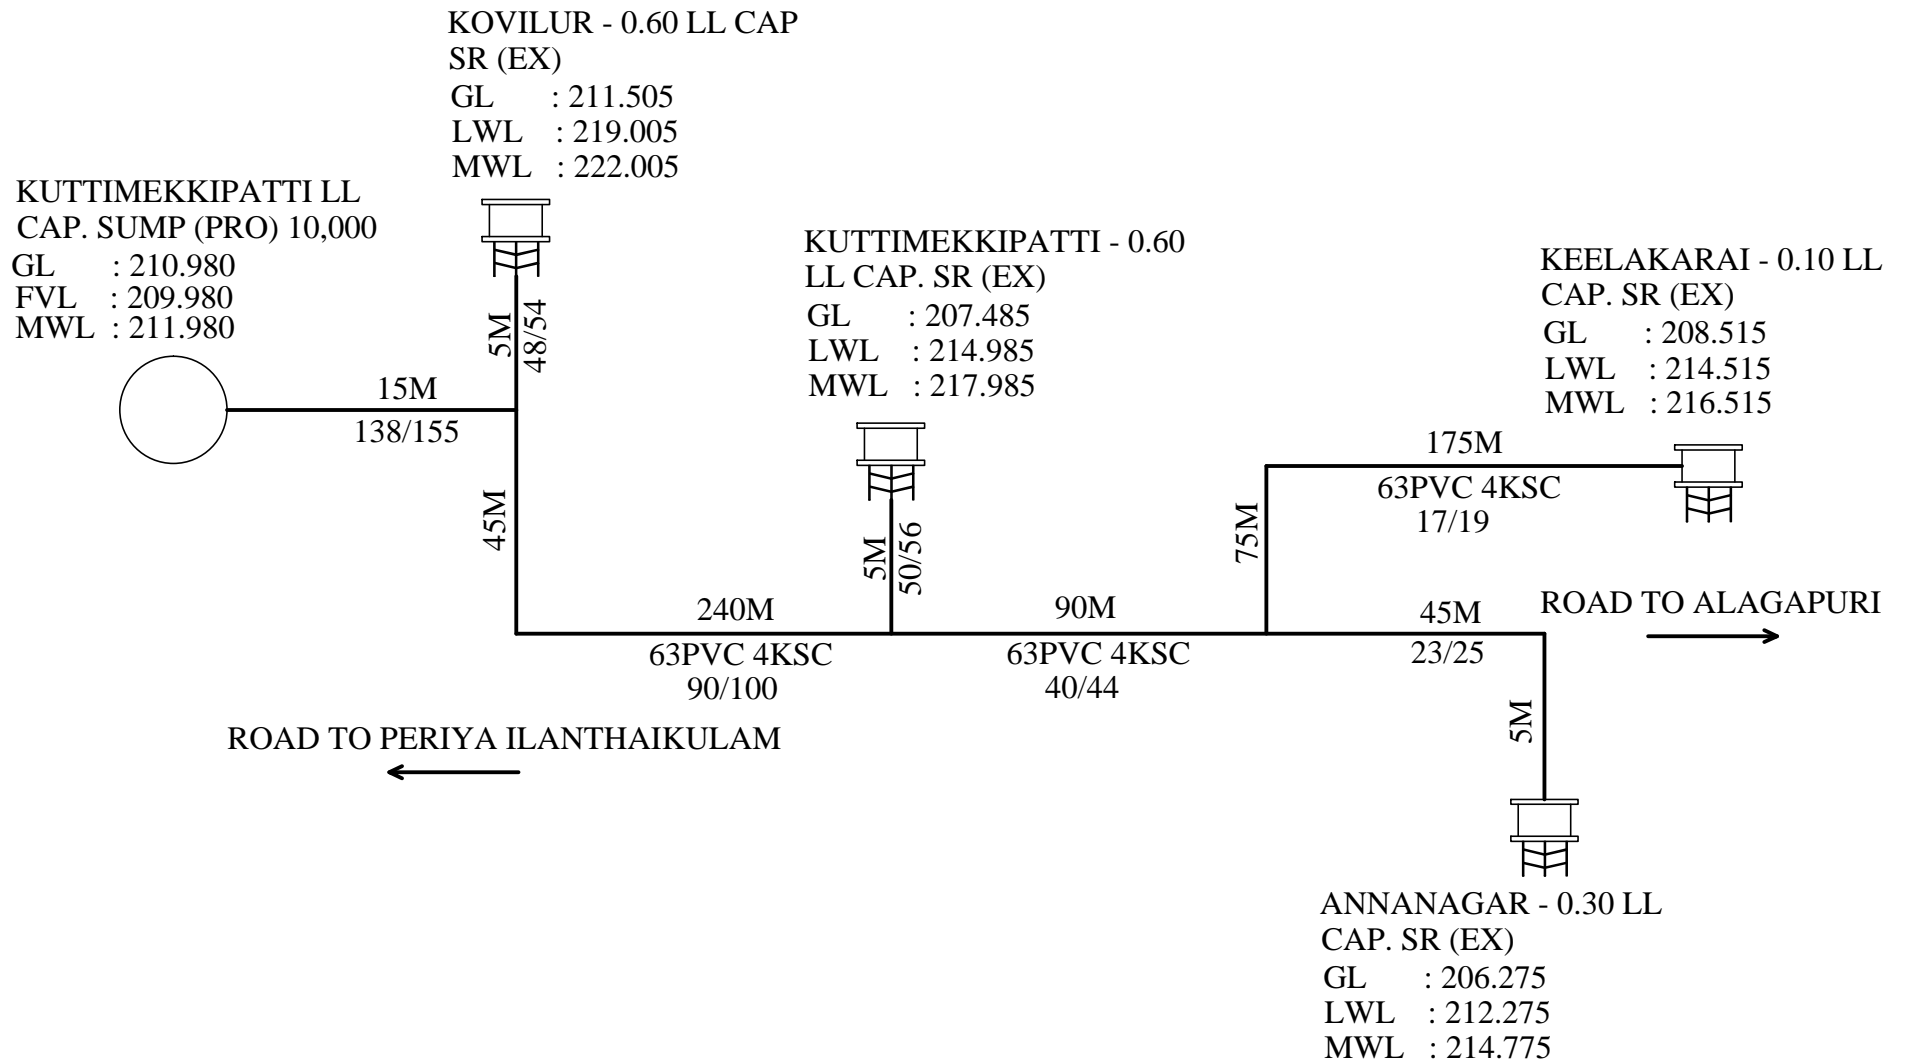 KOVILUR - 0.60 LL CAP
SR (EX)
GL : 211.505
LWL : 219.005
MWL : 222.005
KUTTIMEKKIPATTI LL
CAP. SUMP (PRO) 10,000
GL : 210.980
FVL : 209.980
MWL : 211.980
KUTTIMEKKIPATTI - 0.60
LL CAP. SR (EX)
GL : 207.485
LWL : 214.985
MWL : 217.985
KEELAKARAI - 0.10 LL
CAP. SR (EX)
GL : 208.515
LWL : 214.515
MWL : 216.515
5M
48/54
15M
138/155
45M
240M
63PVC 4KSC
90/100
5M
50/56
90M
63PVC 4KSC
40/44
75M
175M
63PVC 4KSC
17/19
45M
23/25
5M
ROAD TO ALAGAPURI
ROAD TO PERIYA ILANTHAIKULAM
ANNANAGAR - 0.30 LL
CAP. SR (EX)
GL : 206.275
LWL : 212.275
MWL : 214.775